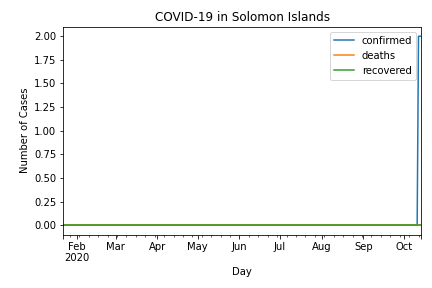 COVID-19 in Solomon Islands
confirmed
deaths
recovered
2.00
1.75
1.50
1.25
1.00
0.75
0.50
0.25
0.00
Number of Cases
Feb Mar Apr May Jun Jul Aug Sep Oct
2020
Day